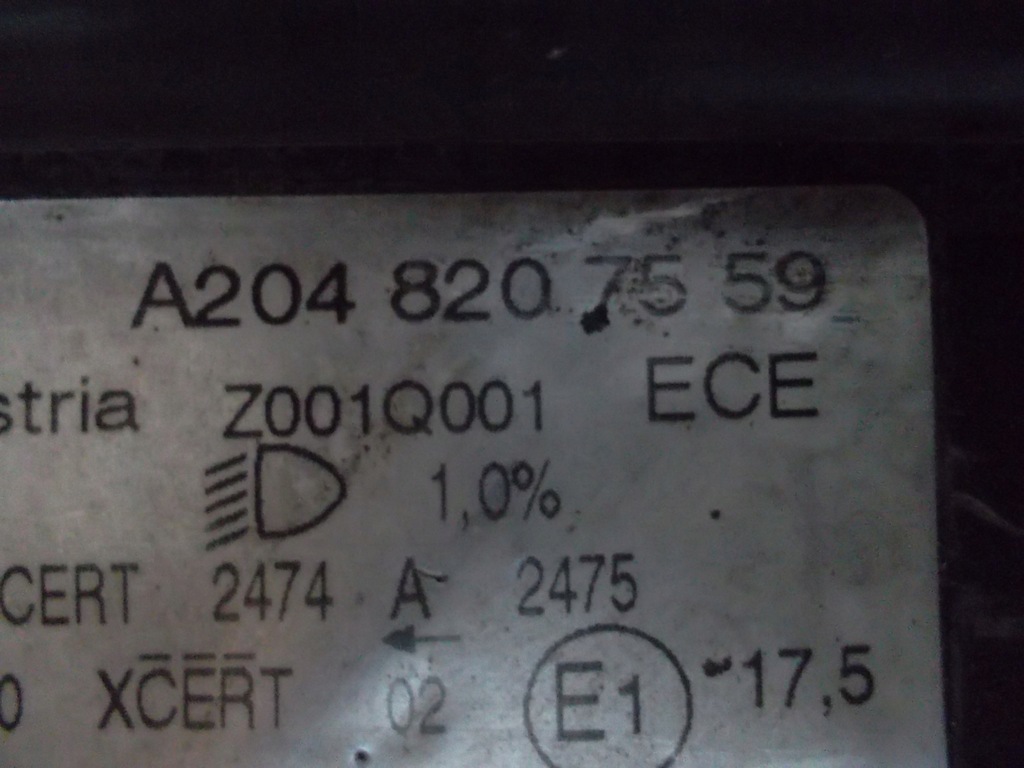 A204 820 75 59
stria Z001Q001 ECE
1,0%
CERT 2474 A 2475
0 XCERT 02 E1 17,5